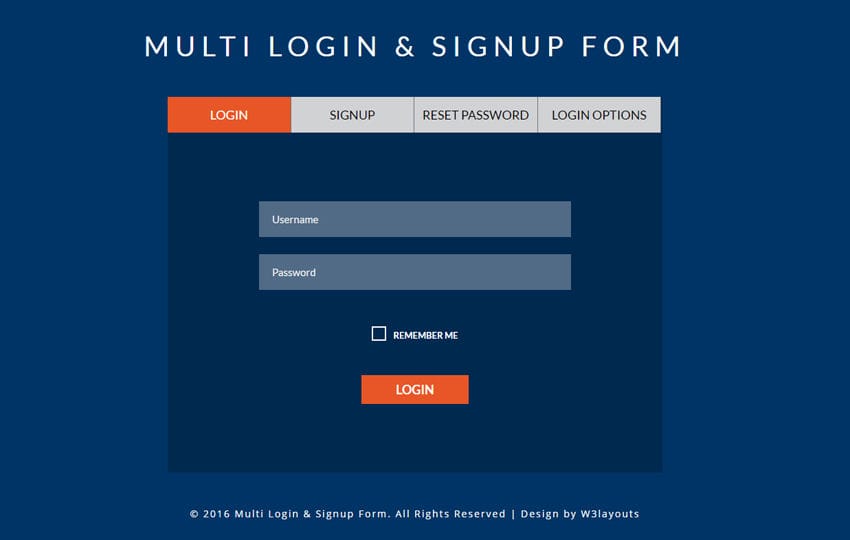 MULTI LOGIN & SIGNUP FORM
LOGIN SIGNUP RESET PASSWORD LOGIN OPTIONS
Username
Password
REMEMBER ME
LOGIN
© 2016 Multi Login & Signup Form. All Rights Reserved | Design by W3layouts